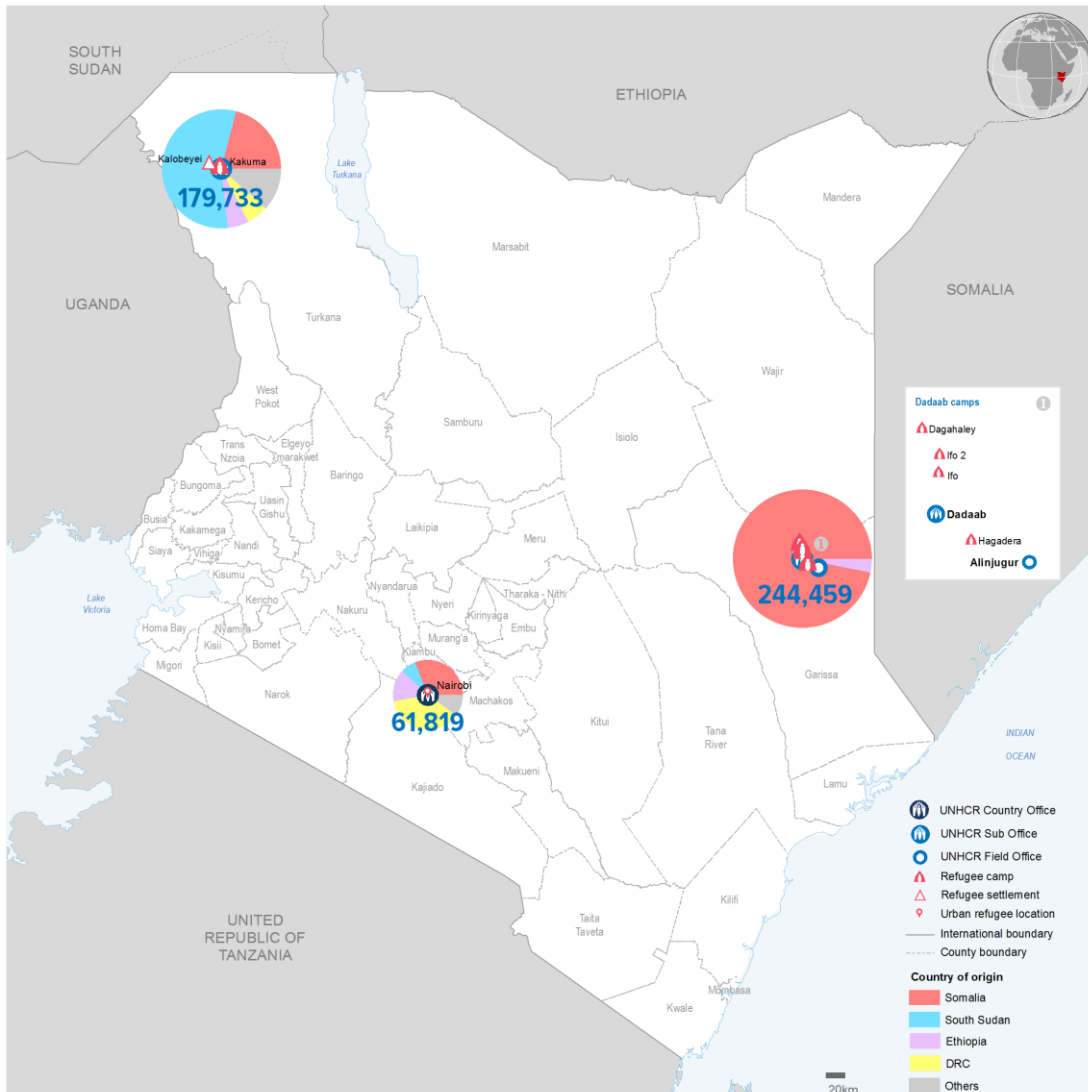 SOUTH
SUDAN
ETHIOPIA
Kalobeyei
Kakuma
179,733
Lake
Turkana
Mandera
Marsabit
UGANDA
SOMALIA
Turkana
Wajir
West
Pokot
Samburu
Isiolo
Trans
Nzoia
Elgeyo-
marakwet
Baringo
Bungoma
Uasin
Gishu
Busia
Kakamega
Laikipia
Meru
Siaya
Vihiga
Nandi
Kisumu
Nyandarua
Tharaka - Nithi
Lake
Victoria
Kericho
Nakuru
Nyeri
Kirinyaga
Embu
Homa Bay
Nyamira
Kisii
Bomet
Murang'a
Kiambu
Migori
Narok
Nairobi
Machakos
61,819
Kitui
Tana
River
Garissa
1
244,459
Makueni
Kajiado
Lamu
INDIAN
OCEAN
UNITED
REPUBLIC OF
TANZANIA
Taita
Taveta
Kilifi
Mombasa
Kwale
Dadaab camps
1
Dagahaley
Ifo 2
Ifo
Dadaab
Hagadera
Alinjugur
UNHCR Country Office
UNHCR Sub Office
UNHCR Field Office
Refugee camp
Refugee settlement
Urban refugee location
International boundary
County boundary
Country of origin
Somalia
South Sudan
Ethiopia
DRC
Others
20km